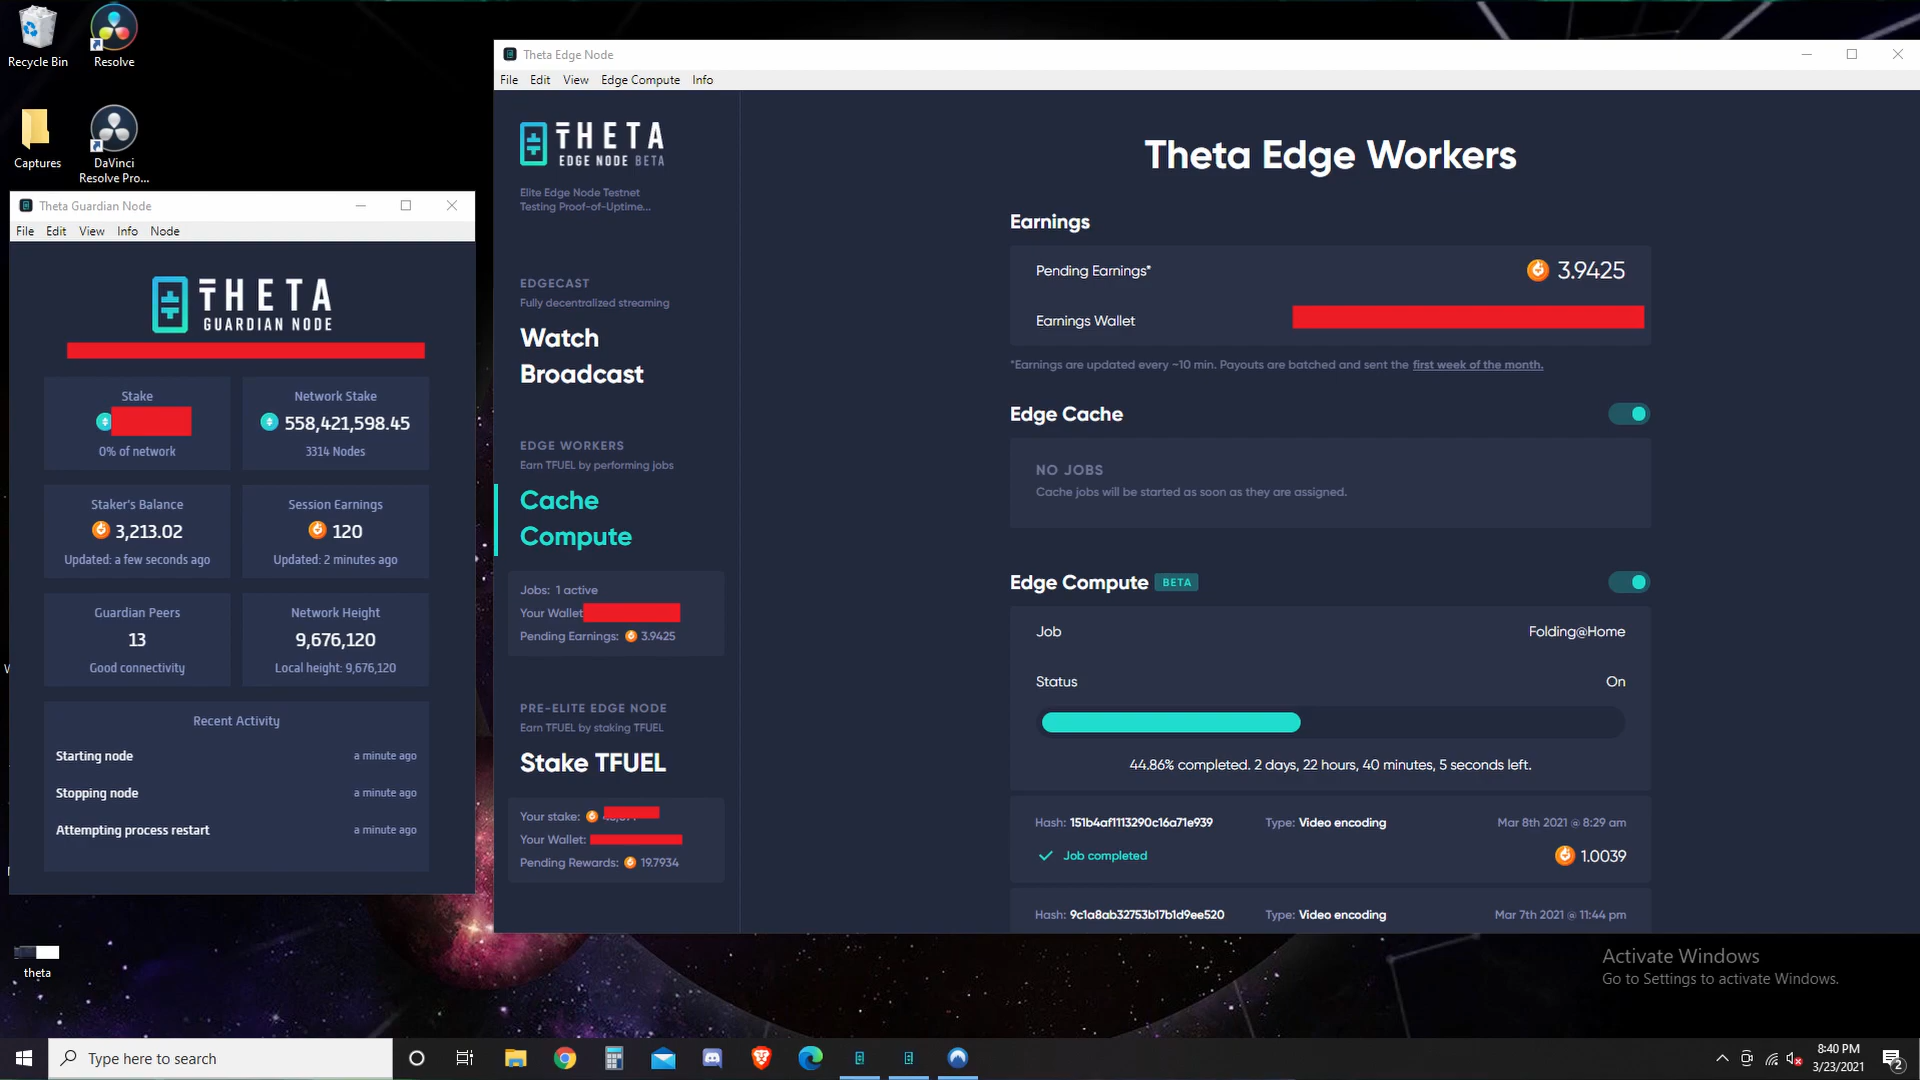 Recycle Bin
Resolve
Captures
DaVinci
Resolve Pro...
Theta Guardian Node
File Edit View Info Node
THETA
GUARDIAN NODE
Stake
0% of network
Network Stake
558,421,598.45
3314 Nodes
Staker's Balance
3,213.02
Updated: a few seconds ago
Session Earnings
120
Updated: 2 minutes ago
Guardian Peers
13
Good connectivity
Network Height
9,676,120
Local height: 9,676,120
Recent Activity
Starting node a minute ago
Stopping node a minute ago
Attempting process restart a minute ago
theta
Theta Edge Node
File Edit View Edge Compute Info
THETA
EDGE NODE BETA
Elite Edge Node Testnet
Testing Proof-of-Uptime...
EDGECAST
Fully decentralized streaming
Watch
Broadcast
EDGE WORKERS
Earn TFUEL by performing jobs
Cache
Compute
Jobs: 1 active
Your Wallet
Pending Earnings: 3.9425
PRE-ELITE EDGE NODE
Earn TFUEL by staking TFUEL
Stake TFUEL
Your stake:
Your Wallet:
Pending Rewards: 19.7934
Theta Edge Workers
Earnings
Pending Earnings* 3.9425
Earnings Wallet
*Earnings are updated every ~10 min. Payouts are batched and sent the first week of the month.
Edge Cache
NO JOBS
Cache jobs will be started as soon as they are assigned.
Edge Compute BETA
Job Folding@Home
Status On
44.86% completed. 2 days, 22 hours, 40 minutes, 5 seconds left.
Hash: 151b4af1113290c16a71e939 Type: Video encoding Mar 8th 2021 @ 8:29 am
Job completed 1.0039
Hash: 9c1a8ab32753b17b1d9ee520 Type: Video encoding Mar 7th 2021 @ 11:44 pm
Activate Windows
Go to Settings to activate Windows.
Type here to search
8:40 PM
3/23/2021
2